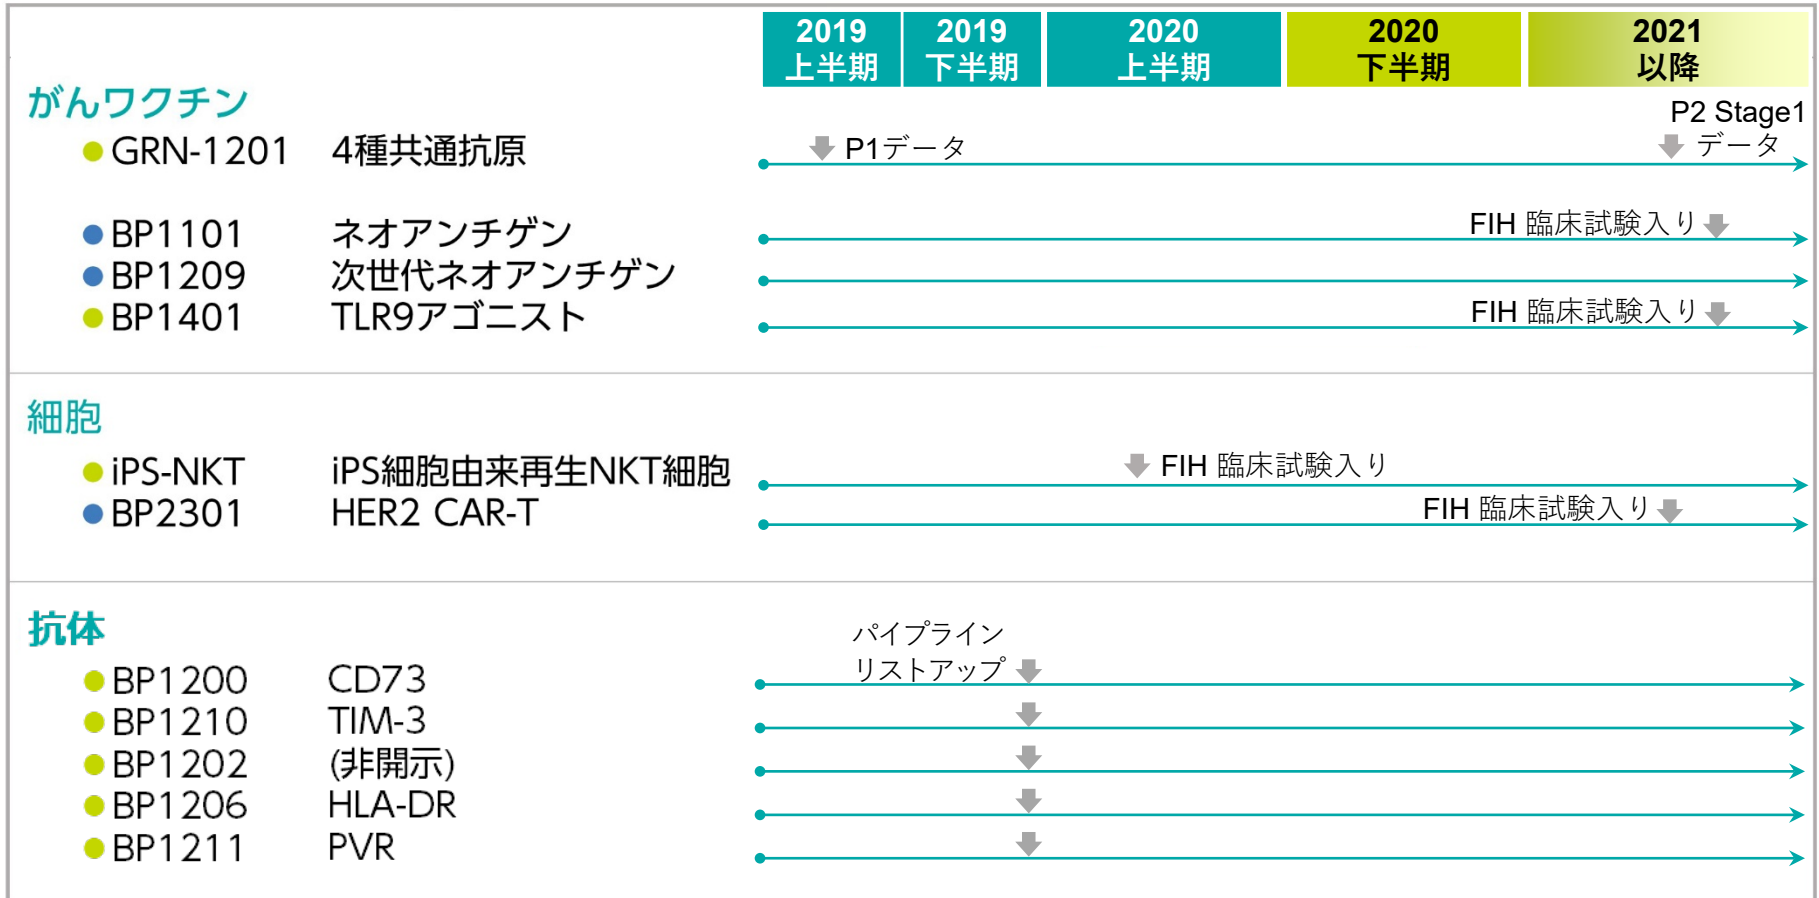 2019 2019 2020 2020 2021
上半期 下半期 上半期 下半期 以降
がんワクチン
P2 Stage1
GRN-1201 4種共通抗原 P1データ データ
BP1101 ネオアンチゲン FIH 臨床試験入り
BP1209 次世代ネオアンチゲン
BP1401 TLR9アゴニスト FIH 臨床試験入り
細胞
iPS-NKT iPS細胞由来再生NKT細胞 FIH 臨床試験入り
BP2301 HER2 CAR-T FIH 臨床試験入り
抗体
パイプライン
リストアップ
BP1200 CD73
BP1210 TIM-3
BP1202 (非開示)
BP1206 HLA-DR
BP1211 PVR